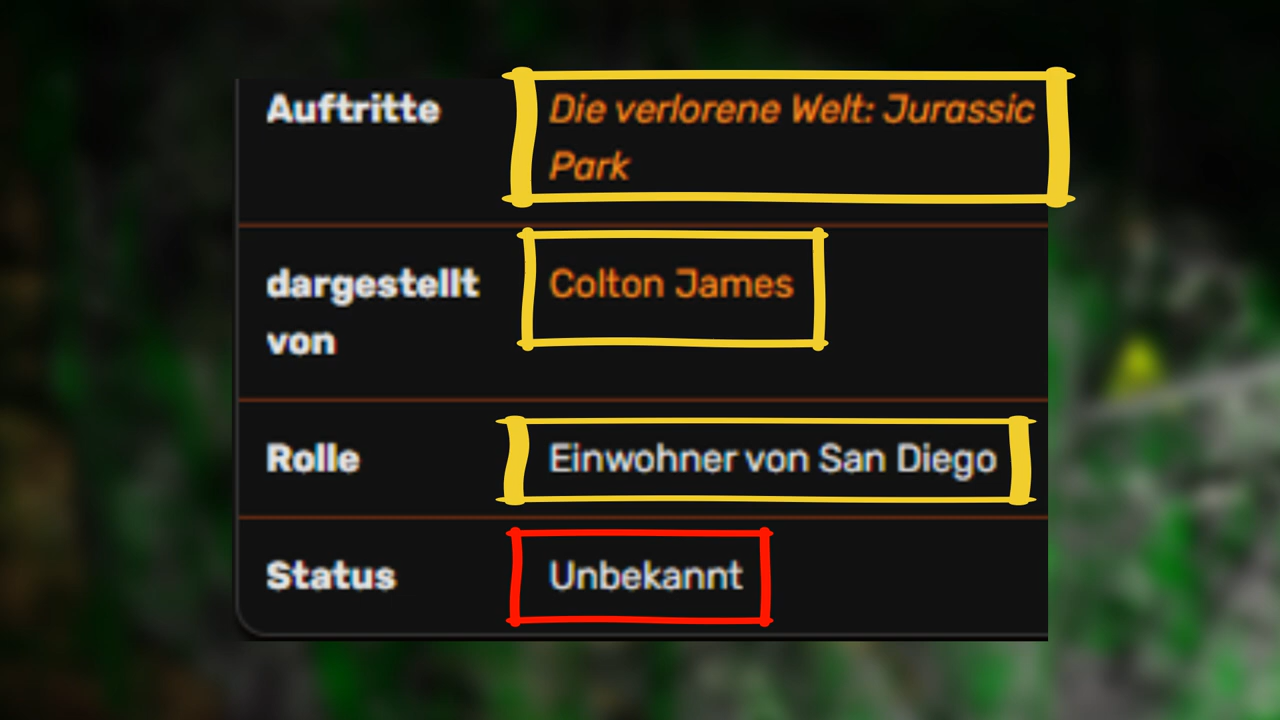 Auftritte Die verlorene Welt: Jurassic
Park
dargestellt Colton James
von
Rolle Einwohner von San Diego
Status Unbekannt